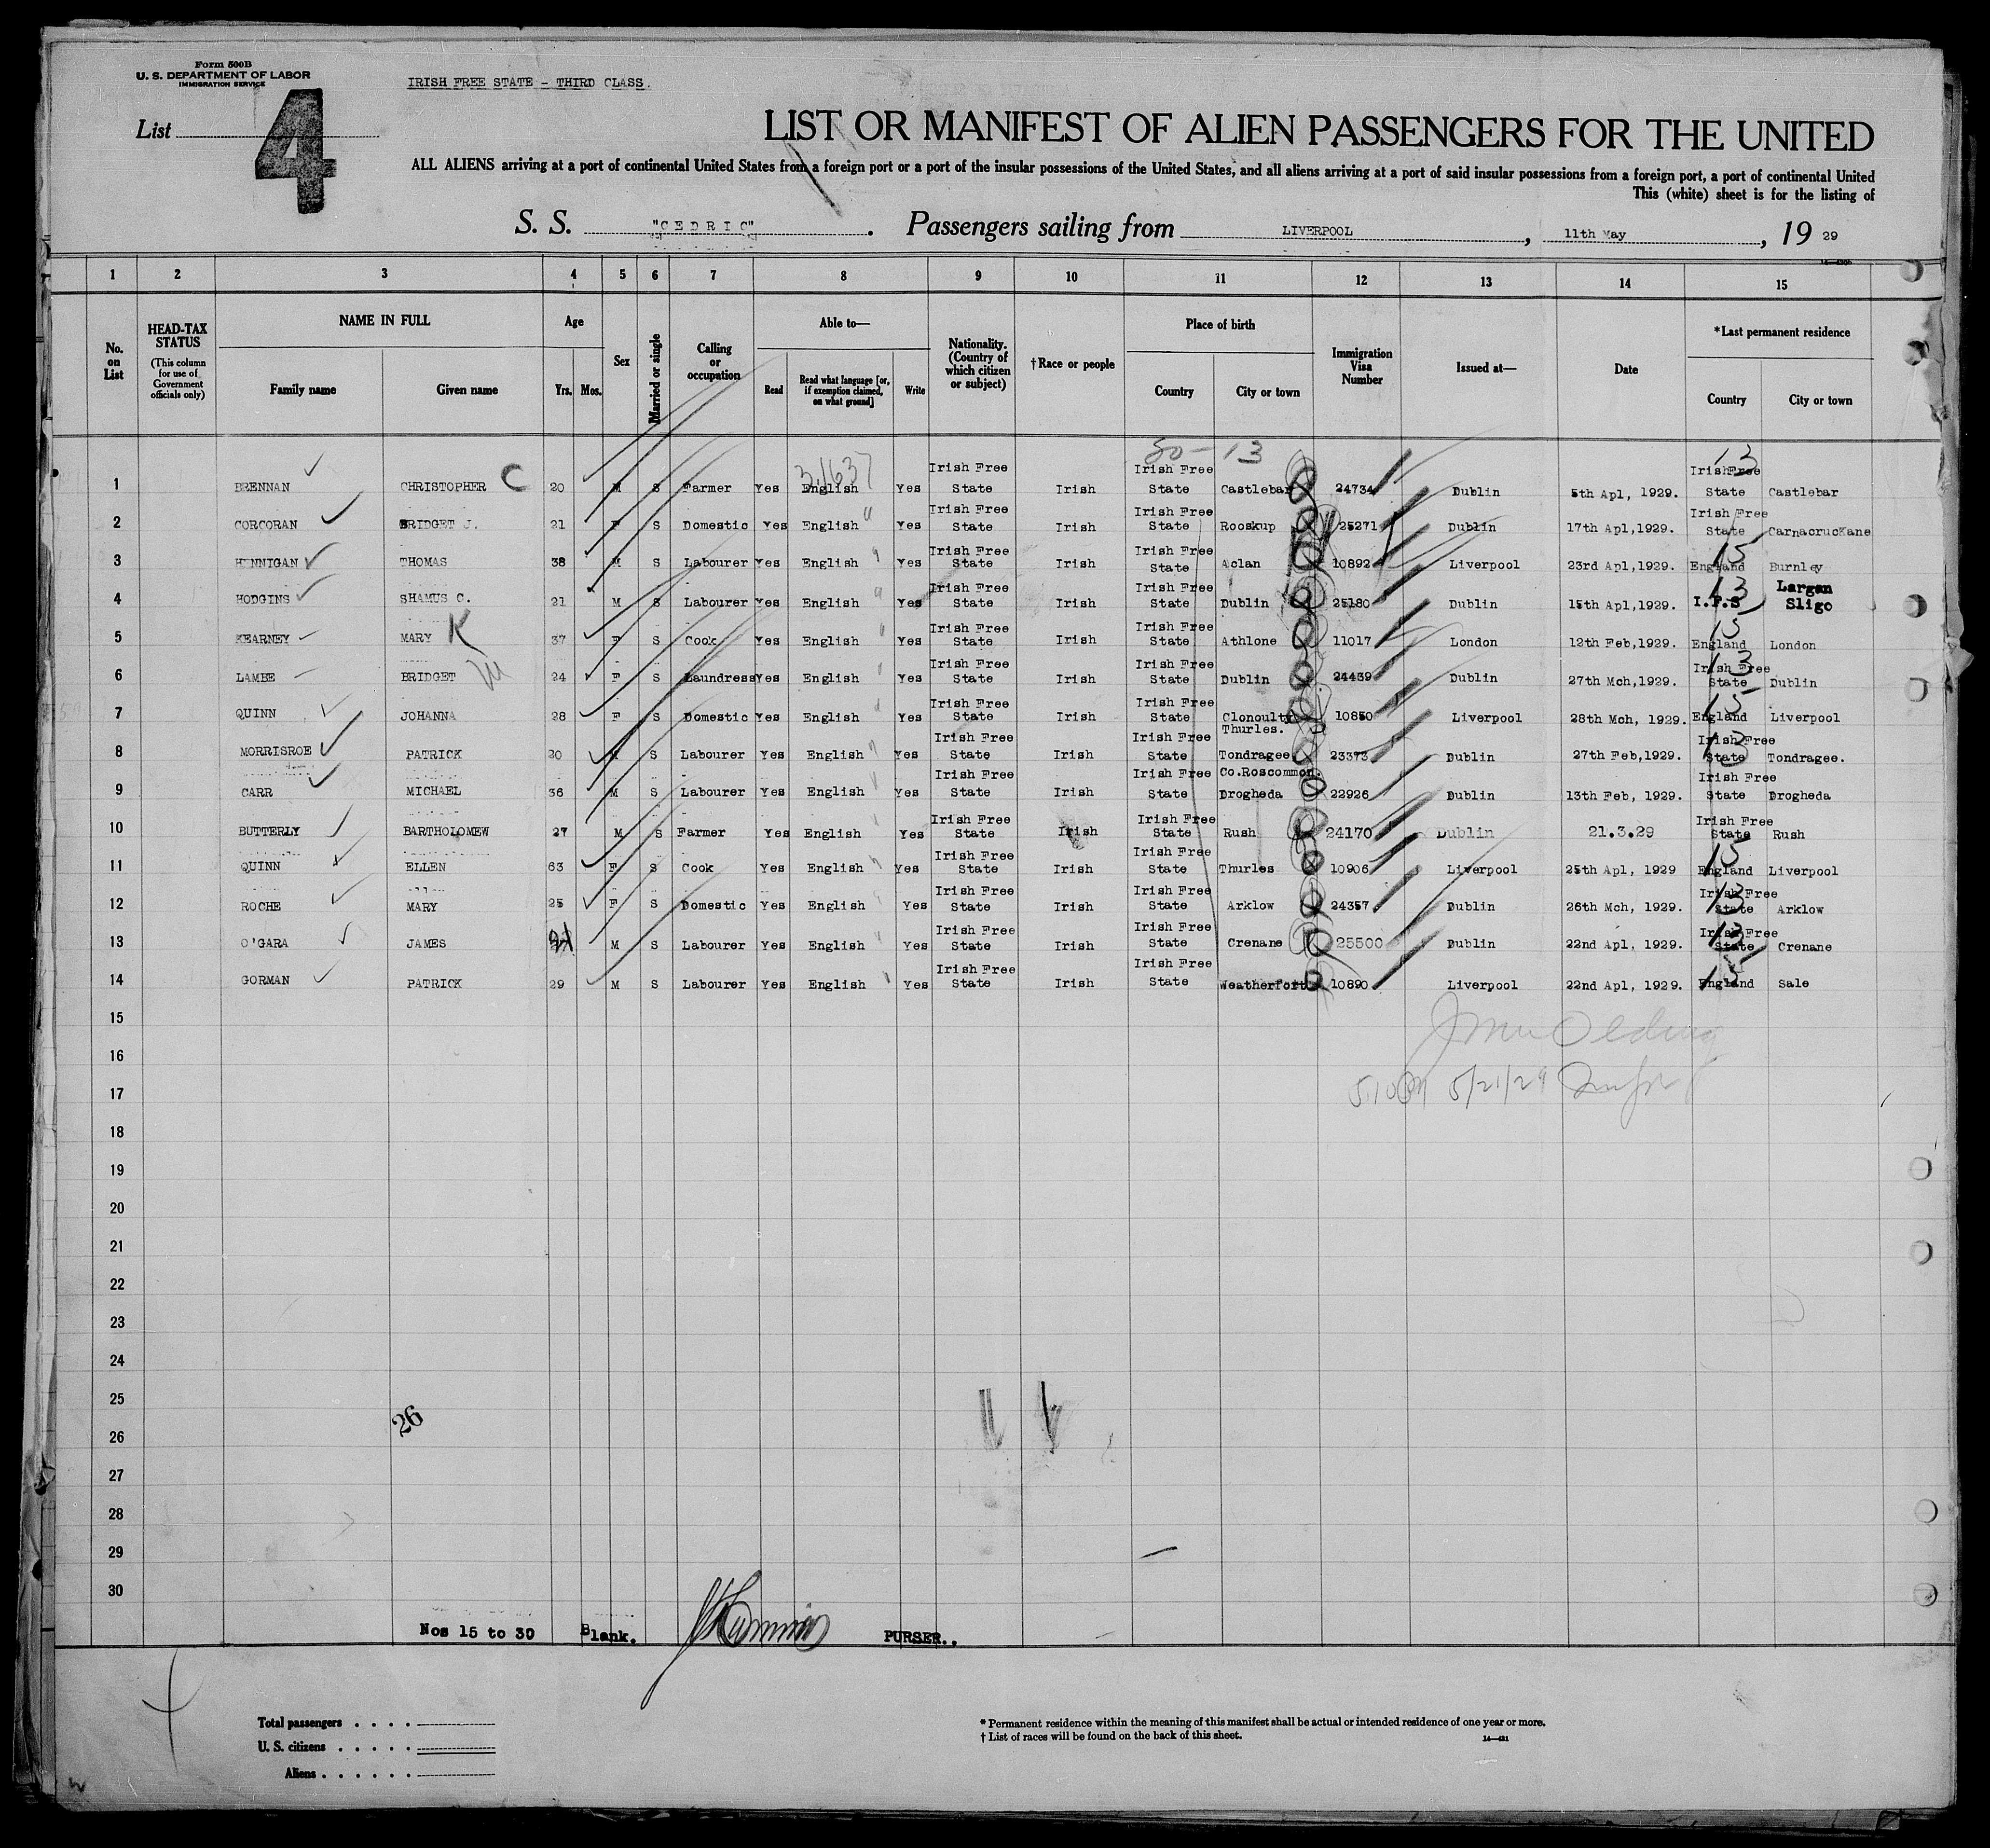 Form 500B
U. S. DEPARTMENT OF LABOR
IMMIGRATION SERVICE
IRISH FREE STATE - THIRD CLASS.
List 4
LIST OR MANIFEST OF ALIEN PASSENGERS FOR THE UNITED
ALL ALIENS arriving at a port of continental United States from a foreign port or a port of the insular possessions of the United States, and all aliens arriving at a port of said insular possessions from a foreign port, a port of continental United
This (white) sheet is for the listing of
S. S. "CEDRIC". Passengers sailing from LIVERPOOL, 11th May, 19 29
1 2 3 4 5 6 7 8 9 10 11 12 13 14 15
No. on List
HEAD-TAX STATUS (This column for use of Government officials only)
NAME IN FULL Family name Given name
Age Yrs. Mos.
Sex
Married or single
Calling or occupation
Able to— Read Read what language [or, if exemption claimed, on what ground] Write
Nationality. (Country of which citizen or subject)
†Race or people
Place of birth Country City or town
Immigration Visa Number
Issued at—
Date
*Last permanent residence Country City or town
50-13
1 BRENNAN CHRISTOPHER C 20 M S Farmer Yes English Yes Irish Free State Irish Irish Free State Castlebar 24734 Dublin 5th Apl, 1929. Irish Free State Castlebar
2 CORCORAN BRIDGET J. 21 F S Domestic Yes English Yes Irish Free State Irish Irish Free State Rooskup 25271 Dublin 17th Apl,1929. Irish Free State Carnacruckane
3 HENNIGAN THOMAS 38 M S Labourer Yes English Yes Irish Free State Irish Irish Free State Aclan 10892 Liverpool 23rd Apl,1929. England 15 Burnley
4 HODGINS SHAMUS C. 21 M S Labourer Yes English Yes Irish Free State Irish Irish Free State Dublin 25180 Dublin 15th Apl,1929. I.F.S 13 Largan Sligo
5 KEARNEY MARY K 37 F S Cook Yes English Yes Irish Free State Irish Irish Free State Athlone 11017 London 12th Feb,1929. England 15 London
6 LAMBE BRIDGET 24 F S Laundress Yes English Yes Irish Free State Irish Irish Free State Dublin 24439 Dublin 27th Mch,1929. Irish Free State 13 Dublin
7 QUINN JOHANNA 28 F S Domestic Yes English Yes Irish Free State Irish Irish Free State Clonoulty Thurles. 10850 Liverpool 28th Mch, 1929. England 15 Liverpool
8 MORRISROE PATRICK 20 M S Labourer Yes English Yes Irish Free State Irish Irish Free State Tondragee Co.Roscommon. 23373 Dublin 27th Feb,1929. Irish Free State 13 Tondragee.
9 CARR MICHAEL 36 M S Labourer Yes English Yes Irish Free State Irish Irish Free State Drogheda 22926 Dublin 13th Feb, 1929. Irish Free State Drogheda
10 BUTTERLY BARTHOLOMEW 27 M S Farmer Yes English Yes Irish Free State Irish Irish Free State Rush 24170 Dublin 21.3.29 Irish Free State Rush
11 QUINN ELLEN 63 F S Cook Yes English Yes Irish Free State Irish Irish Free State Thurles 10906 Liverpool 25th Apl, 1929 England 15 Liverpool
12 ROCHE MARY 25 F S Domestic Yes English Yes Irish Free State Irish Irish Free State Arklow 24357 Dublin 26th Mch, 1929. Irish Free State 13 Arklow
13 O'GARA JAMES 21 M S Labourer Yes English Yes Irish Free State Irish Irish Free State Crenane 25500 Dublin 22nd Apl, 1929. Irish Free State 13 Crenane
14 GORMAN PATRICK 29 M S Labourer Yes English Yes Irish Free State Irish Irish Free State Weatherfort 10890 Liverpool 22nd Apl, 1929. England 15 Sale
15
16
17 5/21/29
18
19
20
21
22
23
24
25
26
26
27
28
29
30
Nos 15 to 30 Blank. PURSER..
Total passengers
U. S. citizens
Aliens
* Permanent residence within the meaning of this manifest shall be actual or intended residence of one year or more.
† List of races will be found on the back of this sheet.
14—421